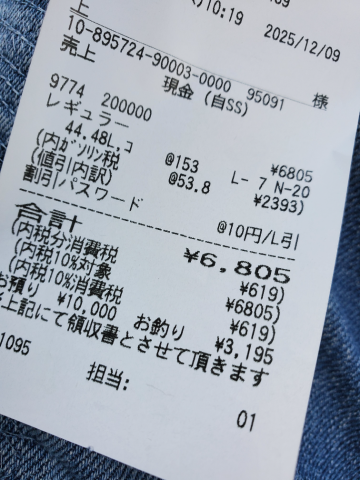 上 10:19 2025/12/09
10-895724-90003-0000 95091 様
売上 現金 (自SS)
9774 200000
レギュラー
44.48L.コ @153 ¥6805
(内ガソリン税 @53.8 L- 7 N-20
(値引内訳) ¥2393)
割引パスワード
@10円/L引
合計 ¥6,805
(内税分消費税 ¥619)
(内税10%対象 ¥6805)
(内税10%消費税 ¥619)
お預り ¥10,000 お釣り ¥3,195
上記にて領収書とさせて頂きます
1095 担当:
01